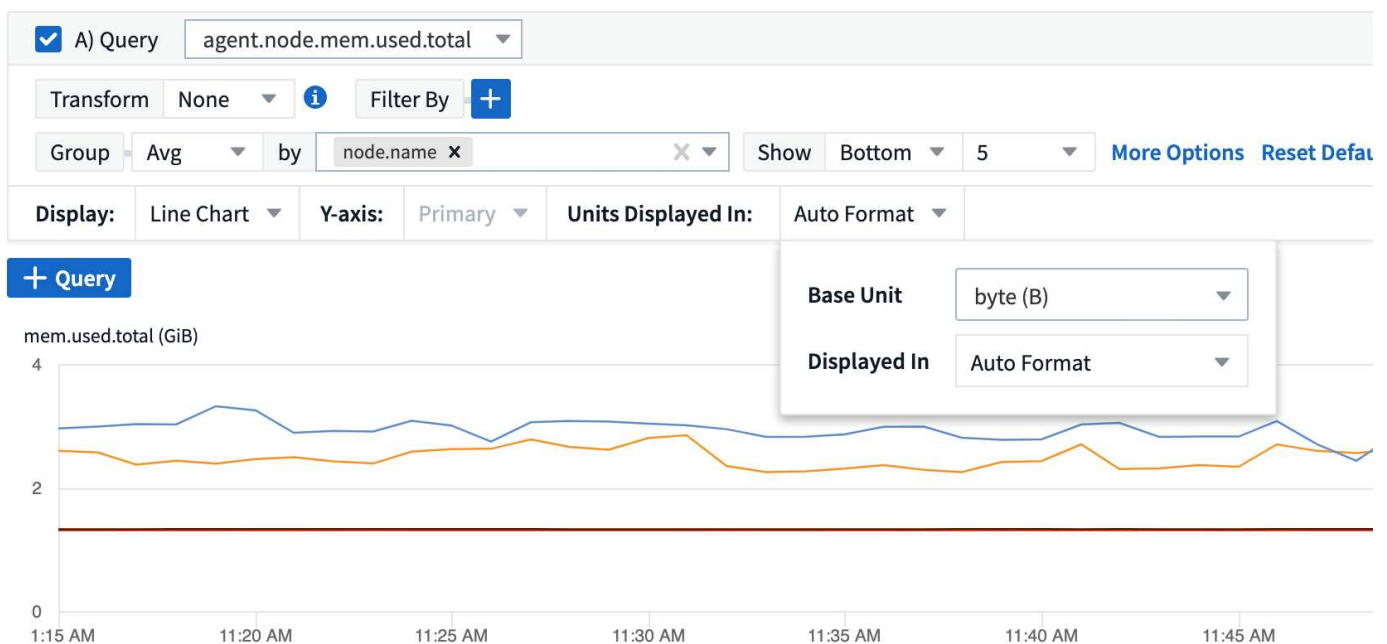 A) Query agent.node.mem.used.total
Transform None i Filter By +
Group Avg by node.name x Show Bottom 5 More Options Reset Defau
Display: Line Chart Y-axis: Primary Units Displayed In: Auto Format
+ Query
Base Unit byte (B)
Displayed In Auto Format
mem.used.total (GiB)
4
2
0
1:15 AM 11:20 AM 11:25 AM 11:30 AM 11:35 AM 11:40 AM 11:45 AM